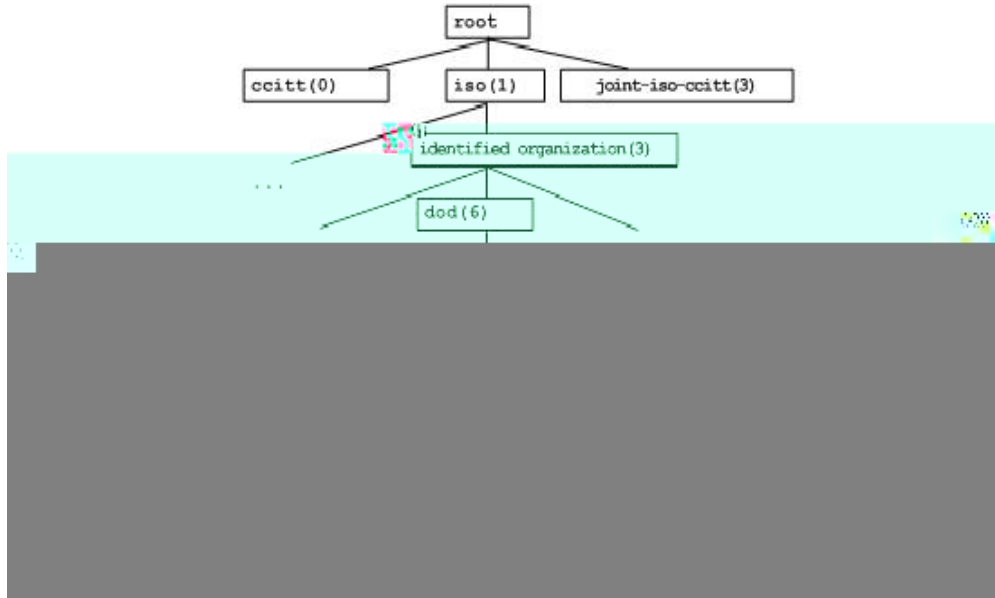 root
ccitt(0)
iso(1)
joint-iso-ccitt(3)
identified organization(3)
...
dod(6)